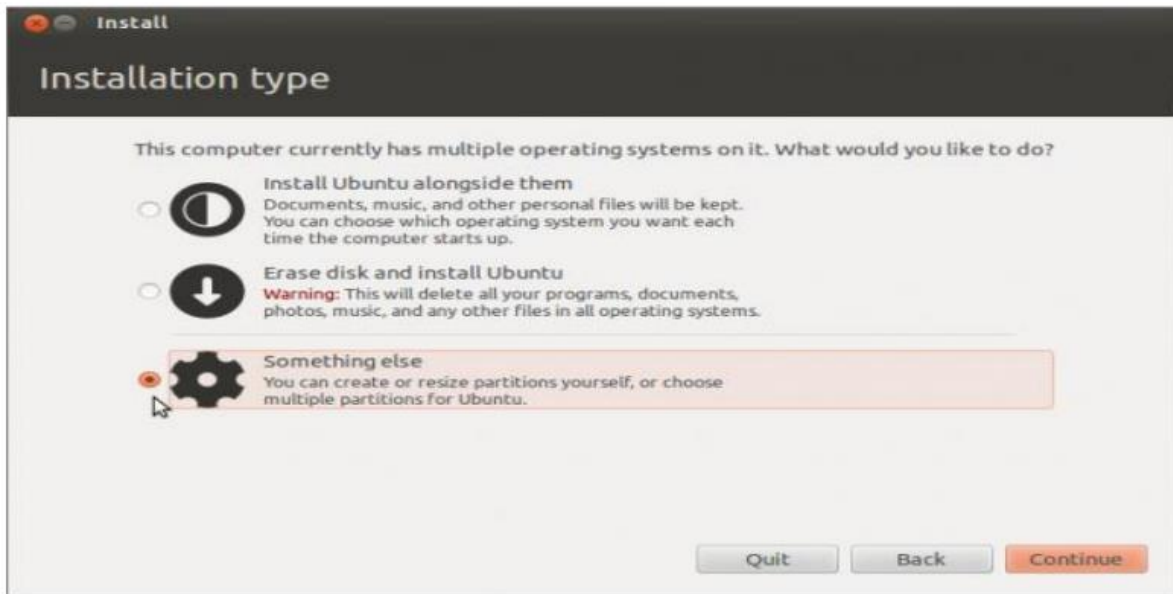 Install
Installation type
This computer currently has multiple operating systems on it. What would you like to do?
Install Ubuntu alongside them
Documents, music, and other personal files will be kept.
You can choose which operating system you want each
time the computer starts up.
Erase disk and install Ubuntu
Warning: This will delete all your programs, documents,
photos, music, and any other files in all operating systems.
Something else
You can create or resize partitions yourself, or choose
multiple partitions for Ubuntu.
Quit Back Continue